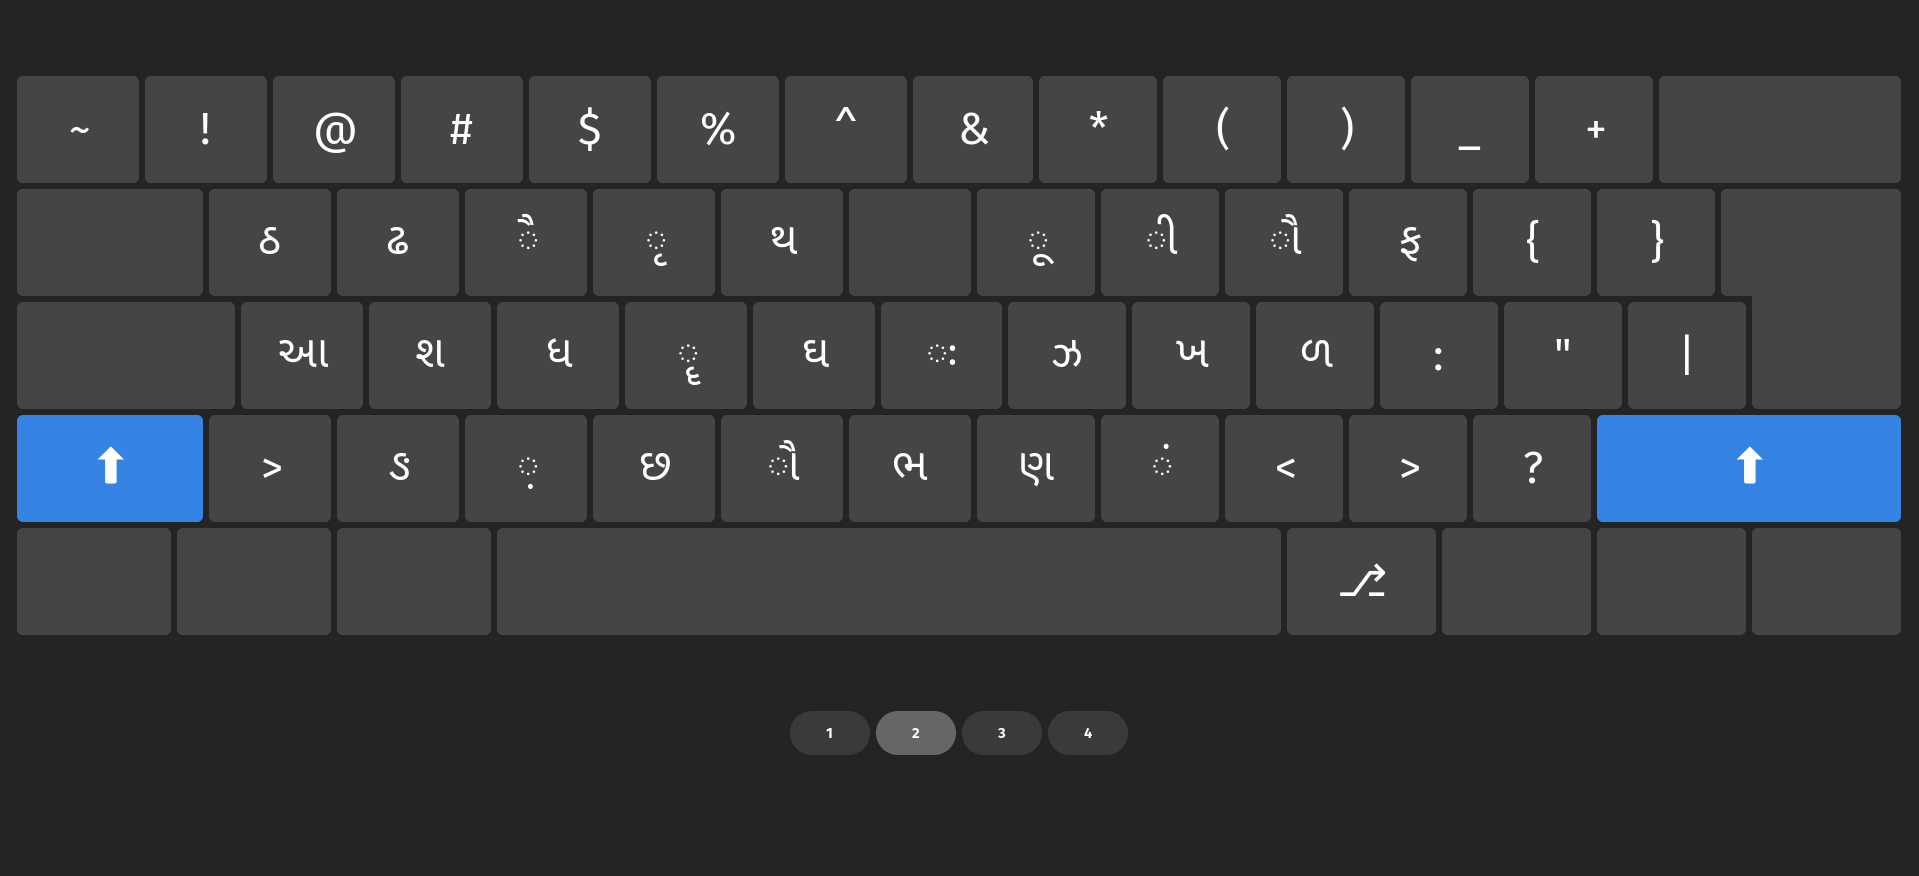 ~ ! @ # $ % ^ & * ( ) _ +
ઠ ઢ ૈ ૃ થ ૂ ી ૌ ફ { }
આ શ ધ ૄ ઘ ઃ ઝ ખ ળ : " |
⬆ > ઙ ઼ છ ૌ ભ ણ ં < > ? ⬆
⎇
1 2 3 4